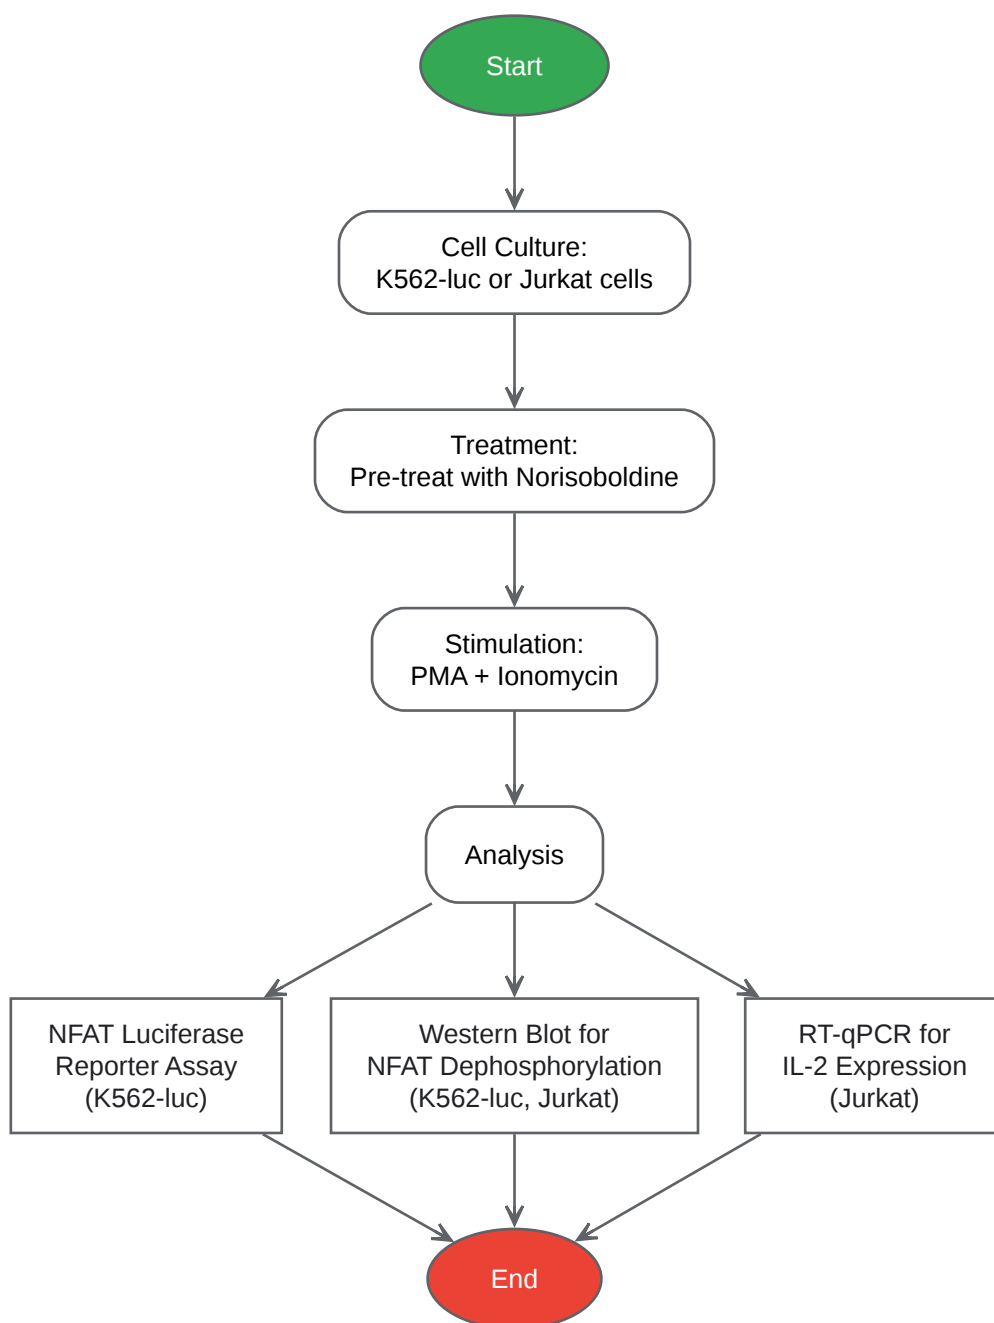 Start
Cell Culture:
K562-luc or Jurkat cells
Treatment:
Pre-treat with Norisoboldine
Stimulation:
PMA + Ionomycin
Analysis
NFAT Luciferase
Reporter Assay
(K562-luc)
Western Blot for
NFAT Dephosphorylation
(K562-luc, Jurkat)
RT-qPCR for
IL-2 Expression
(Jurkat)
End